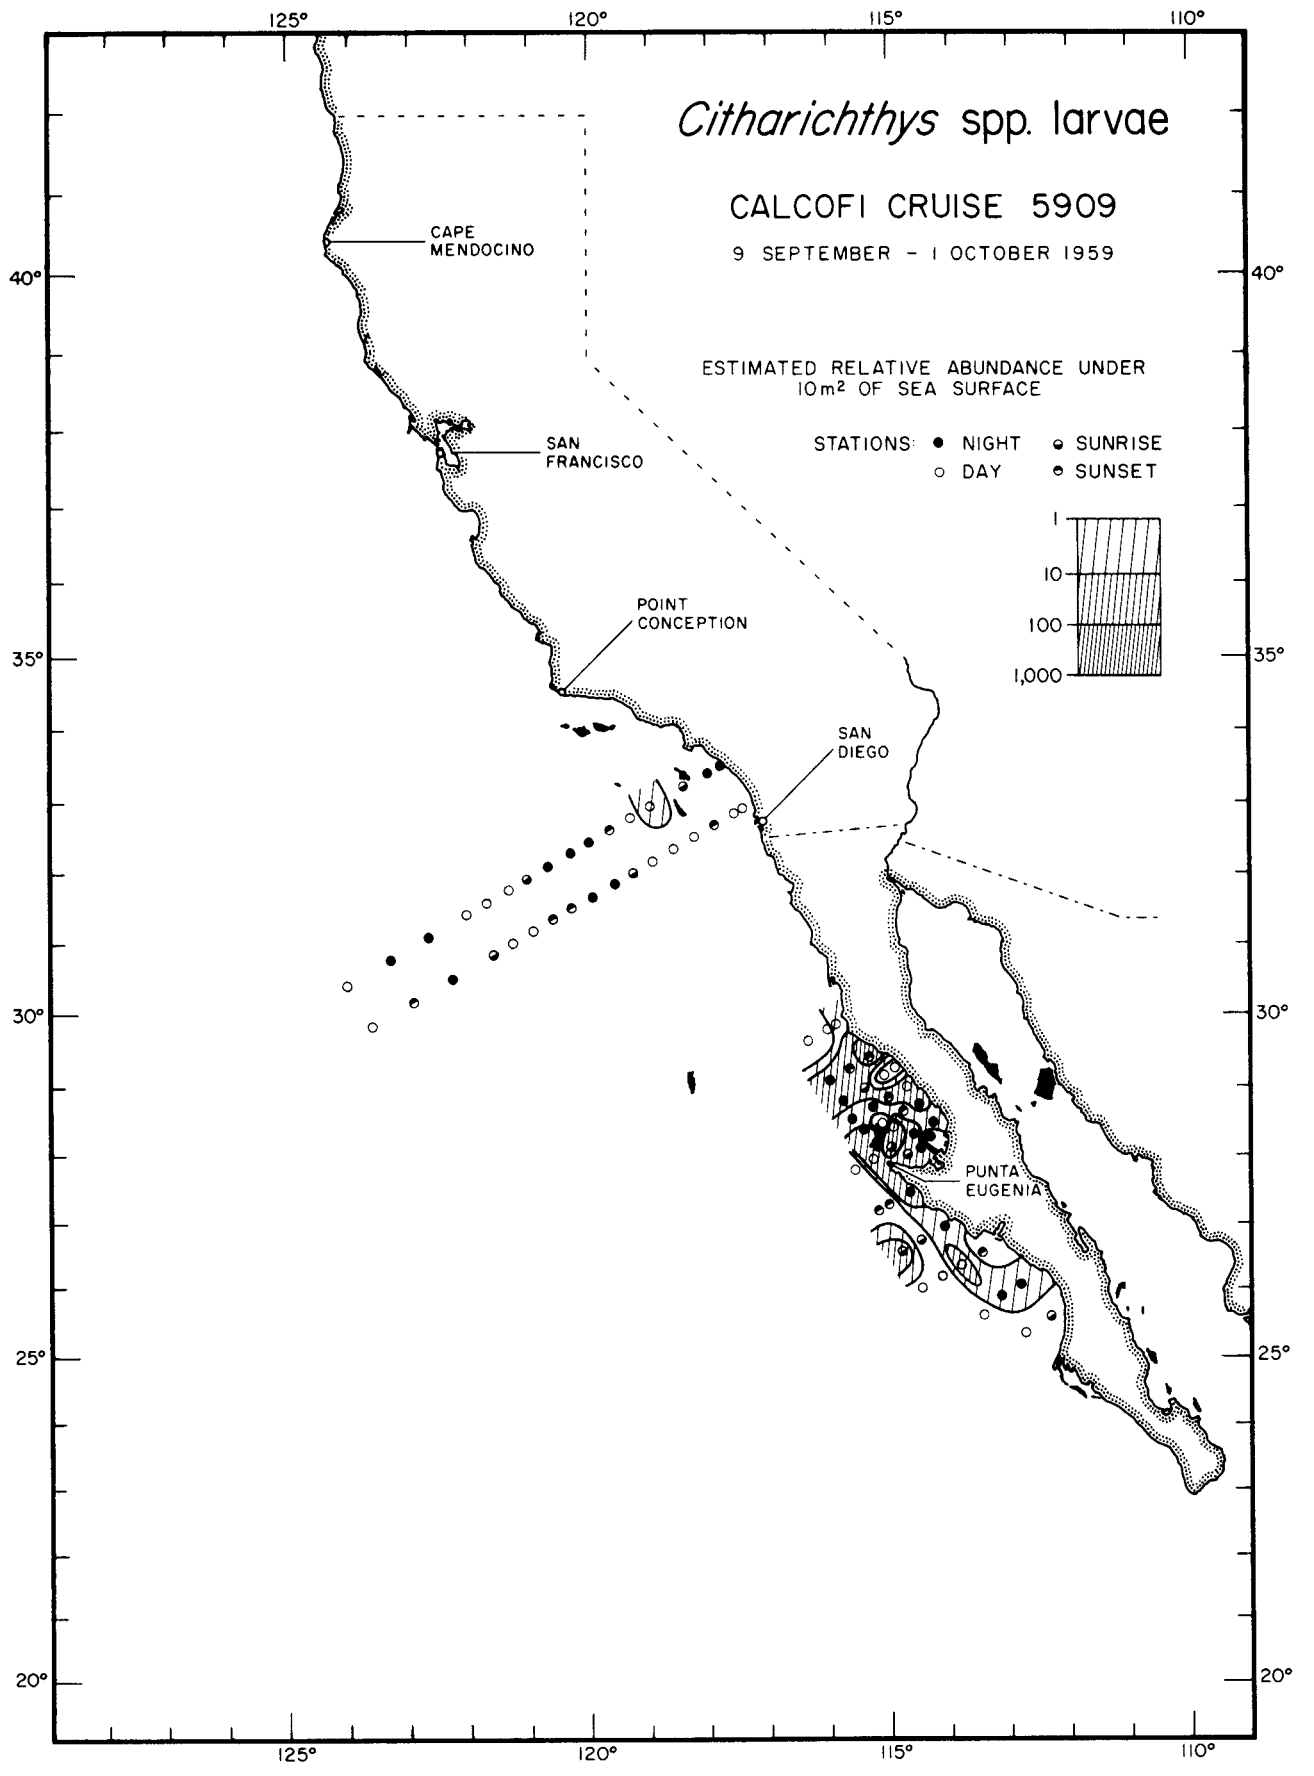 125° 120° 115° 110°
Citharichthys spp. larvae
CALCOFI CRUISE 5909
9 SEPTEMBER – 1 OCTOBER 1959
CAPE
MENDOCINO
40° 40°
ESTIMATED RELATIVE ABUNDANCE UNDER
10m² OF SEA SURFACE
STATIONS: NIGHT SUNRISE
DAY SUNSET
SAN
FRANCISCO
1
10
100
1,000
POINT
CONCEPTION
35° 35°
SAN
DIEGO
30° 30°
PUNTA
EUGENIA
25° 25°
20° 20°
125° 120° 115° 110°